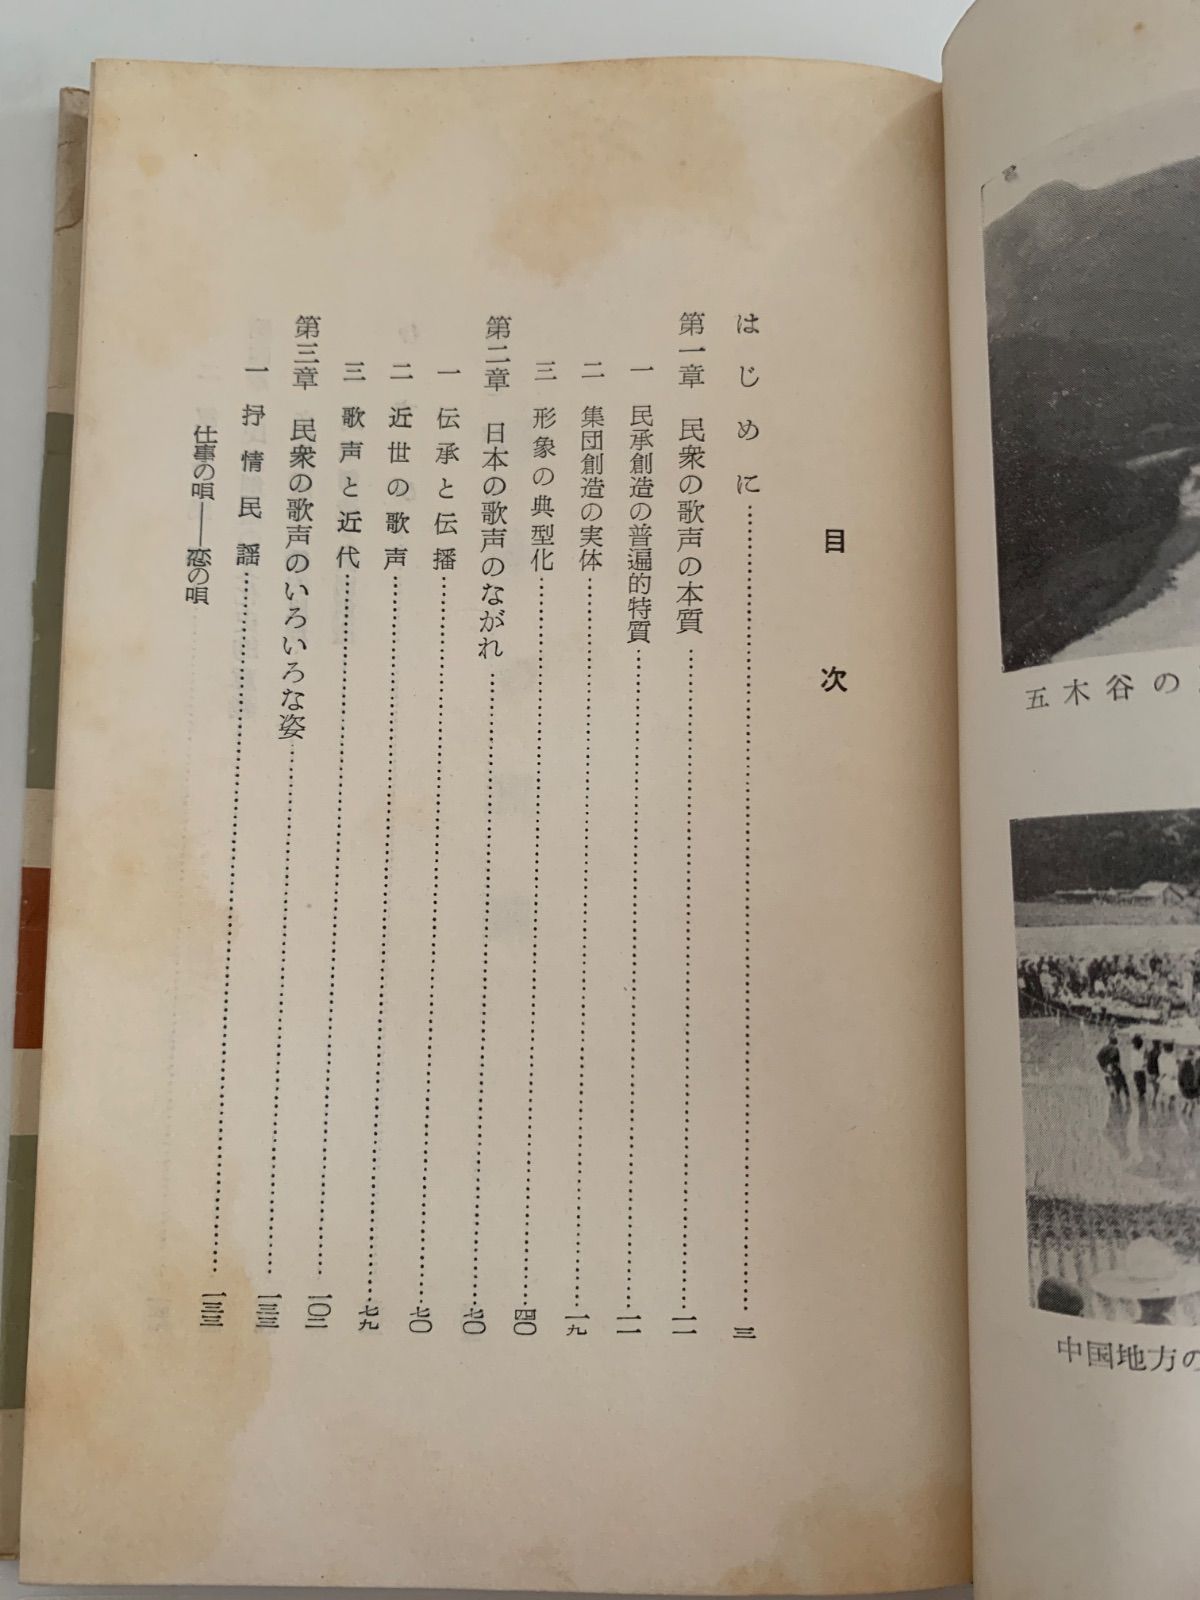 目次
はじめに……三
第一章 民衆の歌声の本質……一一
一 民承創造の普遍的特質……一一
二 集団創造の実体……一九
三 形象の典型化……四〇
第二章 日本の歌声のながれ……七〇
一 伝承と伝播……七〇
二 近世の歌声……七九
三 歌声と近代……一〇二
第三章 民衆の歌声のいろいろな姿……一三三
一 抒情民謡……一三三
仕事の唄――恋の唄
五木谷の
中国地方の